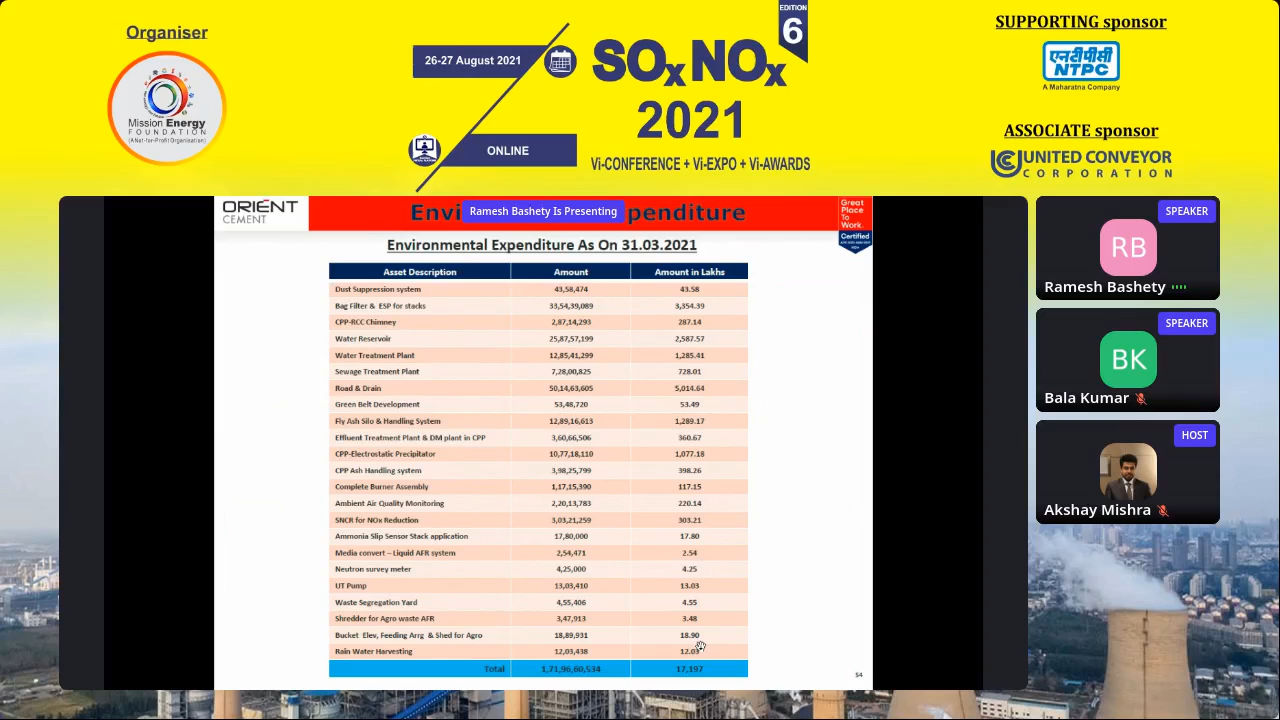 Organiser
Mission Energy
FOUNDATION
(A Not-for-Profit Organisation)
26-27 August 2021
ONLINE
EDITION
6
SOxNOx
2021
Vi-CONFERENCE + Vi-EXPO + Vi-AWARDS
SUPPORTING sponsor
एनटीपीसी
NTPC
A Maharatna Company
ASSOCIATE sponsor
UNITED CONVEYOR
CORPORATION
ORIENT
CEMENT
Ramesh Bashety Is Presenting
Great
Place
To
Work.
Certified
Environmental Expenditure As On 31.03.2021
Asset Description Amount Amount in Lakhs
Dust Suppression system 43,58,474 43.58
Bag Filter & ESP for stacks 33,54,39,089 3,354.39
CPP-RCC Chimney 2,87,14,293 287.14
Water Reservoir 25,87,57,199 2,587.57
Water Treatment Plant 12,85,41,299 1,285.41
Sewage Treatment Plant 7,28,00,825 728.01
Road & Drain 50,14,63,605 5,014.64
Green Belt Development 53,48,720 53.49
Fly Ash Silo & Handling System 12,89,16,613 1,289.17
Effluent Treatment Plant & DM plant in CPP 3,60,66,506 360.67
CPP-Electrostatic Precipitator 10,77,18,110 1,077.18
CPP Ash Handling system 3,98,25,799 398.26
Complete Burner Assembly 1,17,15,390 117.15
Ambient Air Quality Monitoring 2,20,13,783 220.14
SNCR for NOx Reduction 3,03,21,259 303.21
Ammonia Slip Sensor Stack application 17,80,000 17.80
Media convert – Liquid AFR system 2,54,471 2.54
Neutron survey meter 4,25,000 4.25
UT Pump 13,03,410 13.03
Waste Segregation Yard 4,55,406 4.55
Shredder for Agro waste AFR 3,47,913 3.48
Bucket Elev, Feeding Arrg & Shed for Agro 18,89,931 18.90
Rain Water Harvesting 12,03,438 12.03
Total 1,71,96,60,534 17,197
54
SPEAKER
RB
Ramesh Bashety
SPEAKER
BK
Bala Kumar
HOST
Akshay Mishra